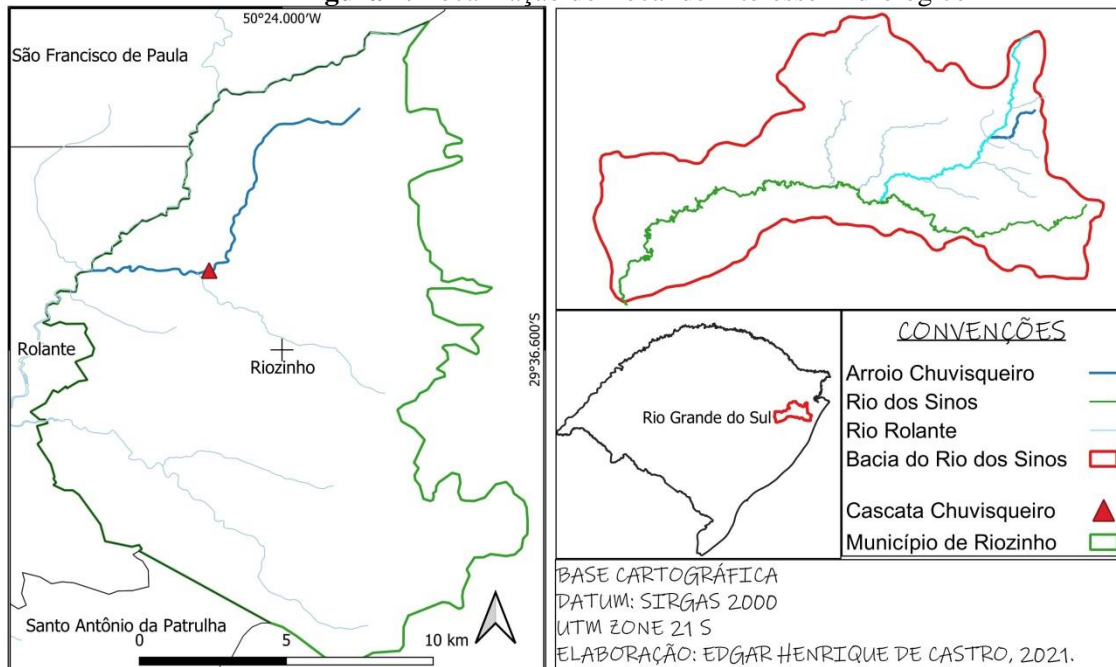 50°24.000'W
São Francisco de Paula
Rolante
Riozinho
29°36.600'S
Santo Antônio da Patrulha
0 5 10 km
Rio Grande do Sul
CONVENÇÕES
Arroio Chuvisqueiro
Rio dos Sinos
Rio Rolante
Bacia do Rio dos Sinos
Cascata Chuvisqueiro
Município de Riozinho
BASE CARTOGRÁFICA
DATUM: SIRGAS 2000
UTM ZONE 21 S
ELABORAÇÃO: EDGAR HENRIQUE DE CASTRO, 2021.